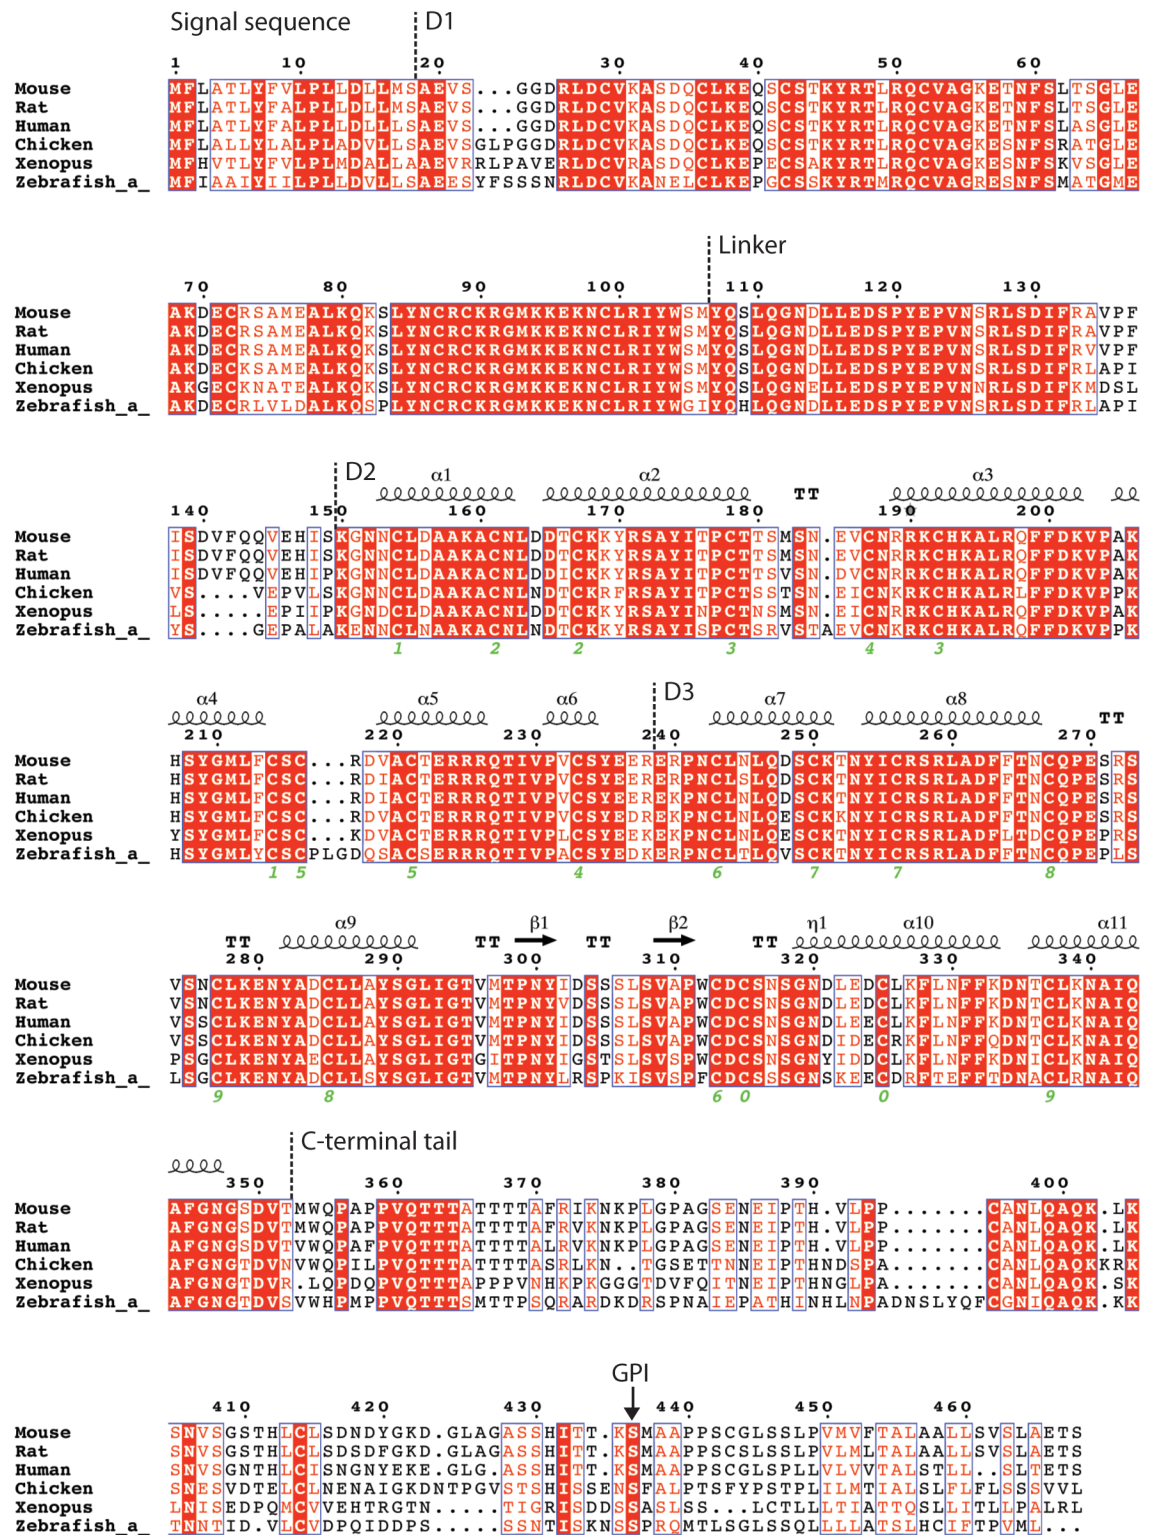 Signal sequence D1
1 10 20 30 40 50 60
Mouse MFLATLYFVLPLLDLLMSAEVS...GGDRLDCVKASDQCLKEQSCSTKYRTLRQCVAGKETNFSLTSGLE
Rat MFLATLYFALPLLDLLMSAEVS...GGDRLDCVKASDQCLKEQSCSTKYRTLRQCVAGKETNFSLTSGLE
Human MFLATLYFALPLLDLLLSAEVS...GGDRLDCVKASDQCLKEQSCSTKYRTLRQCVAGKETNFSLASGLE
Chicken MFLALLYLALPLADVLLSAEVSGLPGGDRLDCVKASDQCLKEQSCSTKYRTLRQCVAGKETNFSRATGLE
Xenopus MFHVTLYFVLPLMDALLAAEVRRLPAVERLDCVRASDQCLKEPECSAKYRTLRQCVAGKESNFSKVSGLE
Zebrafish_a_ MFIAAIYIILPLLDVLLSAEESYFSSSNRLDCVKANELCLKEPGCSSKYRTMRQCVAGRESNFSMATGME
Linker
70 80 90 100 110 120 130
Mouse AKDECRSAMEALKQKSLYNCRCKRGMKKEKNCLRIYWSMYQSLQGNDLLEDSPYEPVNSRLSDIFRAVPF
Rat AKDECRSAMEALKQKSLYNCRCKRGMKKEKNCLRIYWSMYQSLQGNDLLEDSPYEPVNSRLSDIFRAVPF
Human AKDECRSAMEALKQKSLYNCRCKRGMKKEKNCLRIYWSMYQSLQGNDLLEDSPYEPVNSRLSDIFRVVPF
Chicken AKDECKSAMEALKQKSLYNCRCKRGMKKEKNCLRIYWSMYQSLQGNDLLEDSPYEPVNSRLSDIFRLAPI
Xenopus AKGECKNATEALKQKSLYNCRCKRGMKKEKNCLRIYWSMYQSLQGNELLEDSPYEPVNNRLSDIFKMDSL
Zebrafish_a_ AKDECRLVLDALKQSPLYNCRCKRGMKKEKNCLRIYWGIYQHLQGNDLLEDSPYEPVNSRLSDIFRLAPI
D2 α1 α2 TT α3
140 150 160 170 180 190 200
Mouse ISDVFQQVEHISKGNNCLDAAKACNLDDTCKKYRSAYITPCTTSMSN.EVCNRRKCHKALRQFFDKVPAK
Rat ISDVFQQVEHISKGNNCLDAAKACNLDDTCKKYRSAYITPCTTSMSN.EVCNRRKCHKALRQFFDKVPAK
Human ISDVFQQVEHIPKGNNCLDAAKACNLDDICKKYRSAYITPCTTSVSN.DVCNRRKCHKALRQFFDKVPAK
Chicken VS....VEPVLSKGNNCLDAAKACNLNDTCKRFRSAYITPCTSSTSN.EICNRRKCHKALRLFFDKVPPK
Xenopus LS....EPIIPKGNDCLDAAKACNLDDTCKRYRSAYINPCTNSMSN.EICNRRKCHKALRQFFDKVPAK
Zebrafish_a_ YS....GEPALAKENNCLNAAKACNLNDTCKKYRSAYISPCTSRVSTAEVCNKRKCHKALRQFFDKVPPK
1 2 2 3 4 3
α4 α5 α6 D3 α7 α8 TT
210 220 230 240 250 260 270
Mouse HSYGMLFCSC...RDVACTERRRQTIVPVCSYEERERPNCLSLQDSCKTNYICRSRLADFFTNCQPESRS
Rat HSYGMLFCSC...RDIACTERRRQTIVPVCSYEERERPNCLNLQDSCKTNYICRSRLADFFTNCQPESRS
Human HSYGMLFCSC...RDIACTERRRQTIVPVCSYEEREKPNCLNLQDSCKTNYICRSRLADFFTNCQPESRS
Chicken HSYGMLFCSC...RDVACTERRRQTIVPVCSYEDREKPNCLNLQESCKKNYICRSRLADFFTNCQPESRS
Xenopus YSYGMLFCSC...KDVACTERRRQTIVPLCSYEEKEKPNCLNLQESCKTNYICRSRLADFLTDCQPEPRS
Zebrafish_a_ HSYGMLYCSCPLGDQSACSERRRQTIVPACSYEDKERPNCLTLQVSCKTNYICRSRLADFFTNCQPEPLS
1 5 5 4 6 7 7 8
TT α9 TT β1 TT β2 TT η1 α10 α11
280 290 300 310 320 330 340
Mouse VSNCLKENYADCLLAYSGLIGTVMTPNYIDSSSLSVAPWCDCSNSGNDLEDCLKFLNFFKDNTCLKNAIQ
Rat VSNCLKENYADCLLAYSGLIGTVMTPNYVDSSSLSVAPWCDCSNSGNDLEDCLKFLNFFKDNTCLKNAIQ
Human VSSCLKENYADCLLAYSGLIGTVMTPNYIDSSSLSVAPWCDCSNSGNDLEECLKFLNFFKDNTCLKNAIQ
Chicken VSSCLKENYADCLLAYSGLIGTVMTPNYIDSSSLSVAPWCDCSNSGNDIDECRKFLNFFQDNTCLKNAIQ
Xenopus PSGCLKENYAECLLAYSGLIGTGITPNYIGSTSLSVSPWCDCSNSGNYIDDCLKFLNFFKDNICLKNAIQ
Zebrafish_a_ LSGCLKENYADCLLSYSGLIGTVMTPNYLRSPKISVSPFCDCSSSGNSKEECDRFTEFFTDNACLRNAIQ
9 8 6 0 0 9
C-terminal tail
350 360 370 380 390 400
Mouse AFGNGSDVTMWQPAPPVQTTTATTTTAFRIKNKPLGPAGSENEIPTH.VLPP.......CANLQAQK.LK
Rat AFGNGSDVTMWQPAPPVQTTTATTTTAFRVKNKPLGPAGSENEIPTH.VLPP.......CANLQAQK.LK
Human AFGNGSDVTVWQPAFPVQTTTATTTTALRVKNKPLGPAGSENEIPTH.VLPP.......CANLQAQK.LK
Chicken AFGNGTDVNVWQPILPVQTTTATTTTASRLKN..TGSETTNNEIPTHNDSPA.......CANLQAQKKRK
Xenopus AFGNGTDVR.LQPDQPVQTTTAPPPVNHKPKGGGTDVFQITNEIPTHNGLPA.......CANLQAQK.SK
Zebrafish_a_ AFGNGTDVSVWHPMPPVQTTTSMTTPSQRARDKDRSPNAIEPATHINHLNPADNSLYQFCGNIQAQK.KK
GPI
410 420 430 440 450 460
Mouse SNVSGSTHLCLSDNDYGKD.GLAGASSHITT.KSMAAPPSCGLSSLPVMVFTALAALLSVSLAETS
Rat SNVSGSTHLCLSDSDFGKD.GLAGASSHITT.KSMAAPPSCSLSSLPVLMLTALAALLSVSLAETS
Human SNVSGNTHLCISNGNYEKE.GLG.ASSHITT.KSMAAPPSCGLSPLLVLVVTALSTLL..SLTETS
Chicken SNESVDTELCLNENAIGKDNTPGVSTSHISSENSFALPTSFYPSTPLILMTIALSLFLFLSSSVVL
Xenopus LNISEDPQMCVVEHTRGTN.....TIGRISDDSSASLSS...LCTLLLLTIATTQSLLITLLPALRL
Zebrafish_a_ TNNTID.VLCVDPQIDDPS.....SSNTISKNSSPRQMTLSGLSSQLLLLATSLHCIFTPVML...